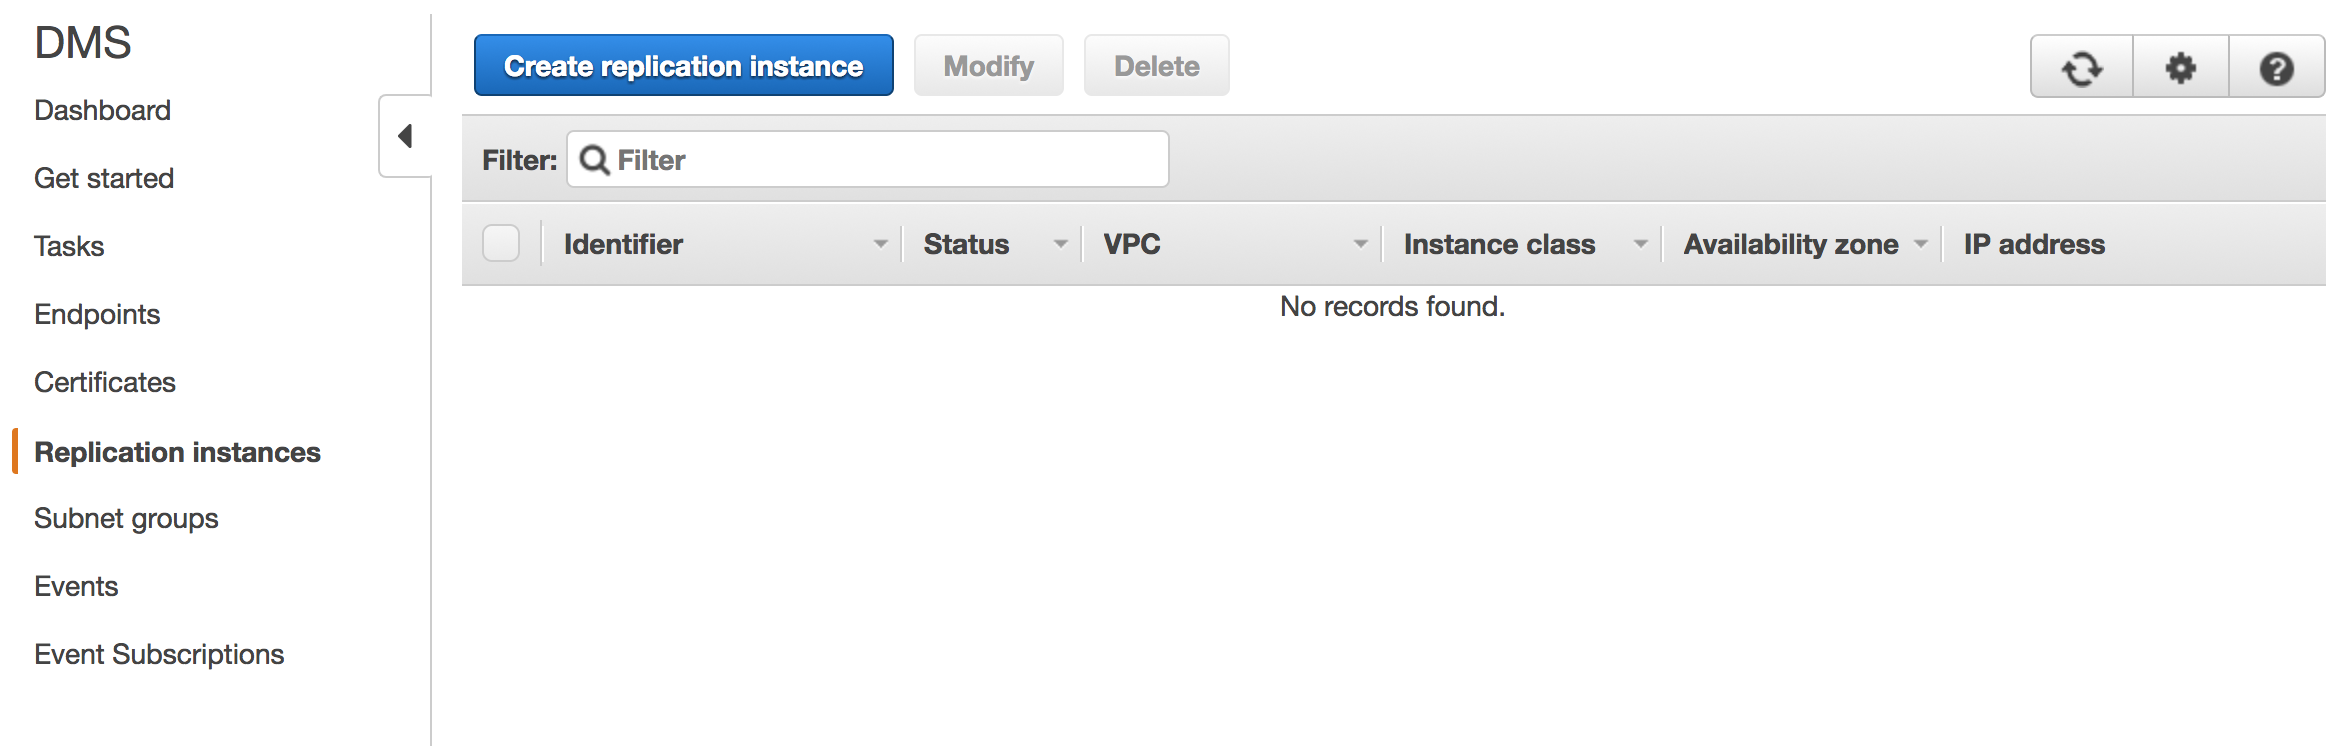 DMS
Dashboard
Get started
Tasks
Endpoints
Certificates
Replication instances
Subnet groups
Events
Event Subscriptions
Create replication instance Modify Delete
Filter: Filter
Identifier Status VPC Instance class Availability zone IP address
No records found.